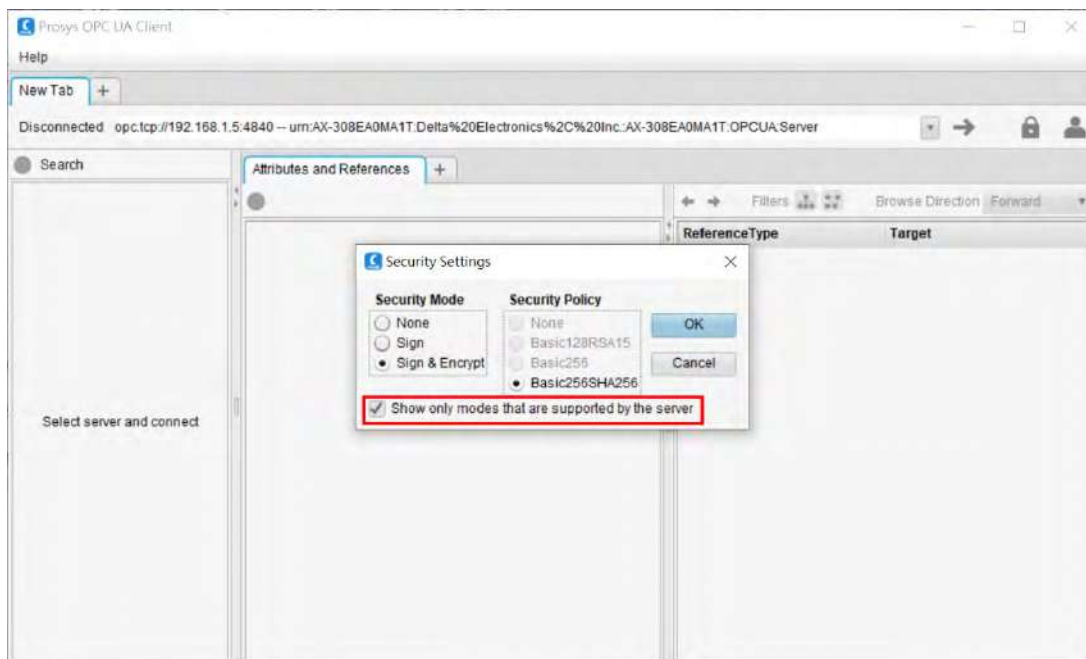 Prosys OPC UA Client
Help
New Tab +
Disconnected opc.tcp://192.168.1.5:4840 -- urn:AX-308EA0MA1T:Delta%20Electronics%2C%20Inc.:AX-308EA0MA1T:OPCUA:Server
Search
Attributes and References +
Filters Browse Direction Forward
ReferenceType Target
Security Settings
Security Mode Security Policy
None None OK
Sign Basic128RSA15
Sign & Encrypt Basic256 Cancel
Basic256SHA256
Show only modes that are supported by the server
Select server and connect